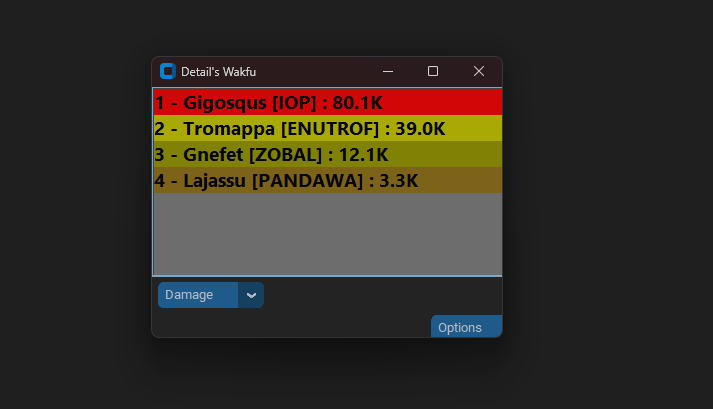 Detail's Wakfu
1 - Gigosqus [IOP] : 80.1K
2 - Tromappa [ENUTROF] : 39.0K
3 - Gnefet [ZOBAL] : 12.1K
4 - Lajassu [PANDAWA] : 3.3K
Damage
Options